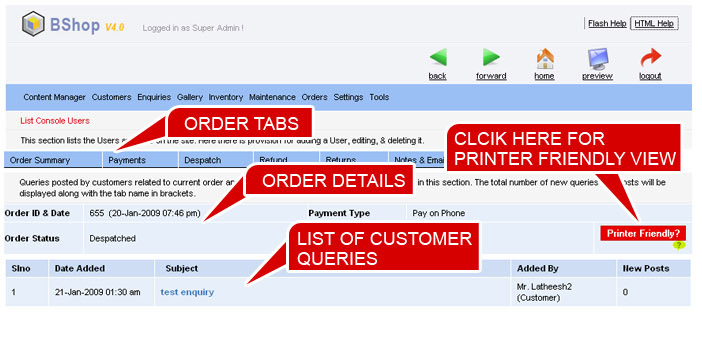 BShop V4.0 Logged in as Super Admin ! Flash Help HTML Help
back forward home preview logout
Content Manager Customers Enquiries Gallery Inventory Maintenance Orders Settings Tools
List Console Users
ORDER TABS
This section lists the Users on the site. Here there is provision for adding a User, editing, & deleting it.
CLCIK HERE FOR
PRINTER FRIENDLY VIEW
Order Summary Payments Despatch Refund Returns Notes & Emai
Queries posted by customers related to current order an in this section. The total number of new queries sts will be
displayed along with the tab name in brackets.
ORDER DETAILS
Order ID & Date 655 (20-Jan-2009 07:46 pm) Payment Type Pay on Phone
Order Status Despatched Printer Friendly?
?
LIST OF CUSTOMER
QUERIES
Slno Date Added Subject Added By New Posts
1 21-Jan-2009 01:30 am test enquiry Mr. Latheesh2 0
(Customer)